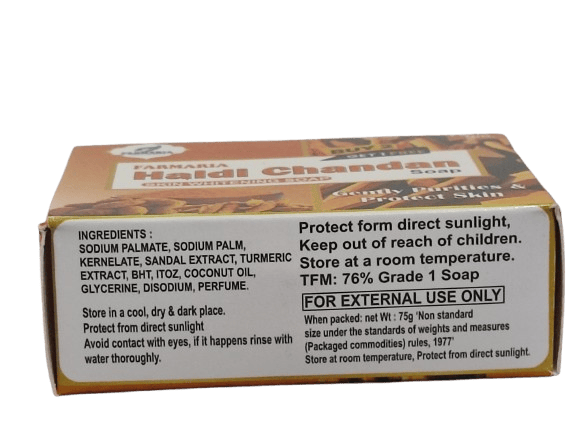 FARMARIA
Haldi Chandan
Soap
SKIN WHITENING SOAP
Gently Purifies &
Protect Skin
INGREDIENTS :
SODIUM PALMATE, SODIUM PALM,
KERNELATE, SANDAL EXTRACT, TURMERIC
EXTRACT, BHT, ITOZ, COCONUT OIL,
GLYCERINE, DISODIUM, PERFUME.
Store in a cool, dry & dark place.
Protect from direct sunlight
Avoid contact with eyes, if it happens rinse with
water thoroughly.
Protect form direct sunlight,
Keep out of reach of children.
Store at a room temperature.
TFM: 76% Grade 1 Soap
FOR EXTERNAL USE ONLY
When packed: net Wt : 75g 'Non standard
size under the standards of weights and measures
(Packaged commodities) rules, 1977'
Store at room temperature, Protect from direct sunlight.